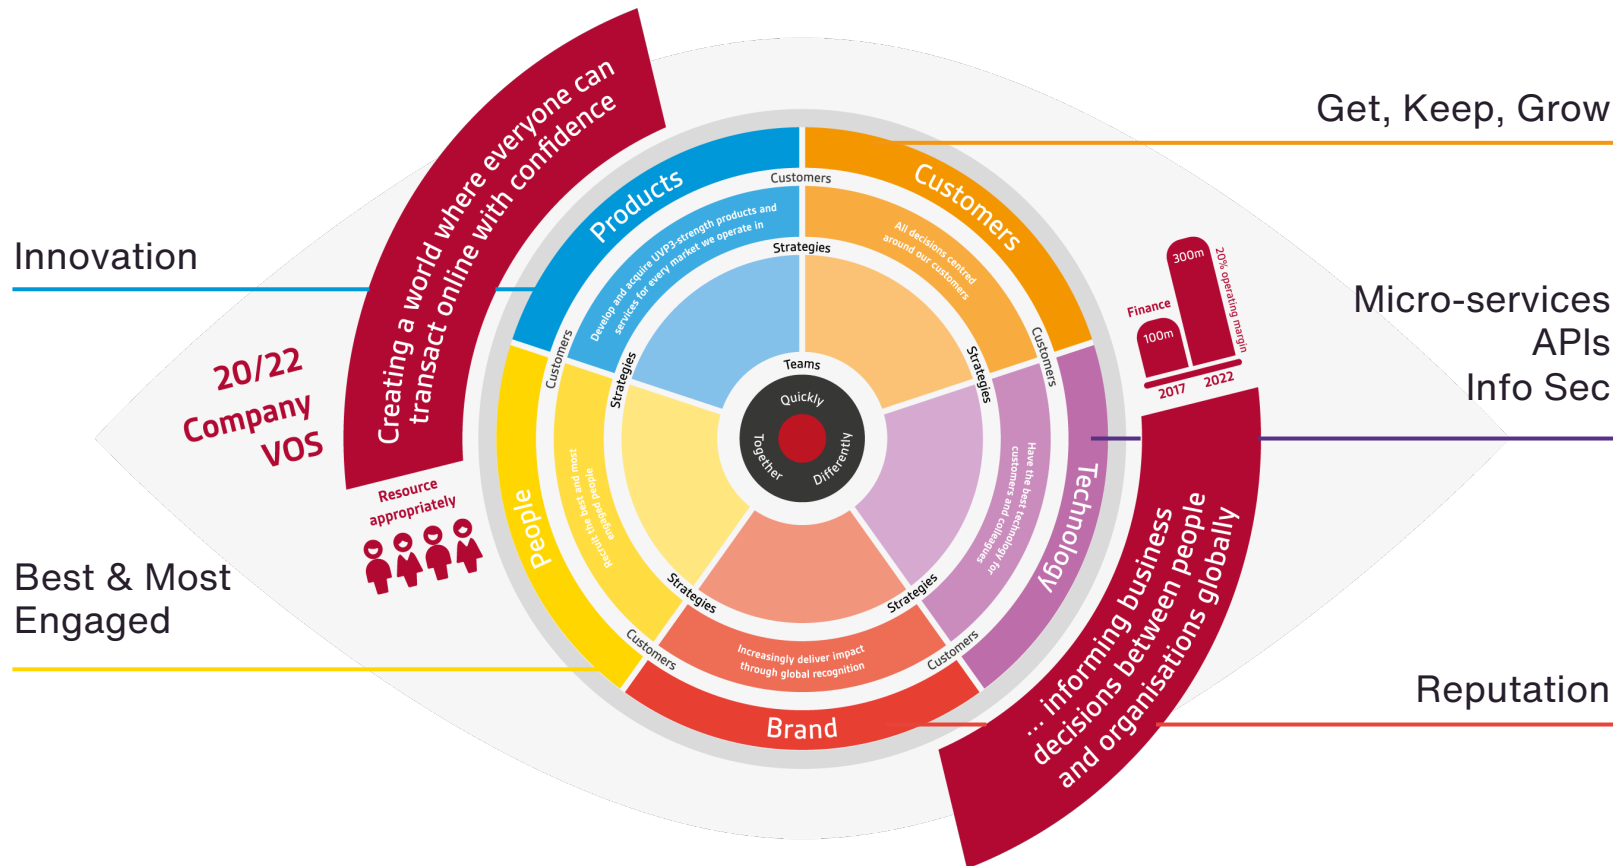 Creating a world where everyone can
transact online with confidence
Get, Keep, Grow
Innovation
Products
Customers
Customers
Develop and acquire UVP3-strength products and
services for every market we operate in
Strategies
All decisions centred
around our customers
300m
20% operating margin
Finance
100m
2017
2022
Micro-services
APIs
Info Sec
20/22
Company
VOS
Customers
Strategies
Strategies
Customers
Teams
Quickly
Together
Differently
Resource
appropriately
People
Recruit the best and most
engaged people
Have the best technology for
customers and colleagues
Technology
Best & Most
Engaged
Strategies
Strategies
Customers
Customers
Increasingly deliver impact
through global recognition
Brand
... informing business
decisions between people
and organisations globally
Reputation